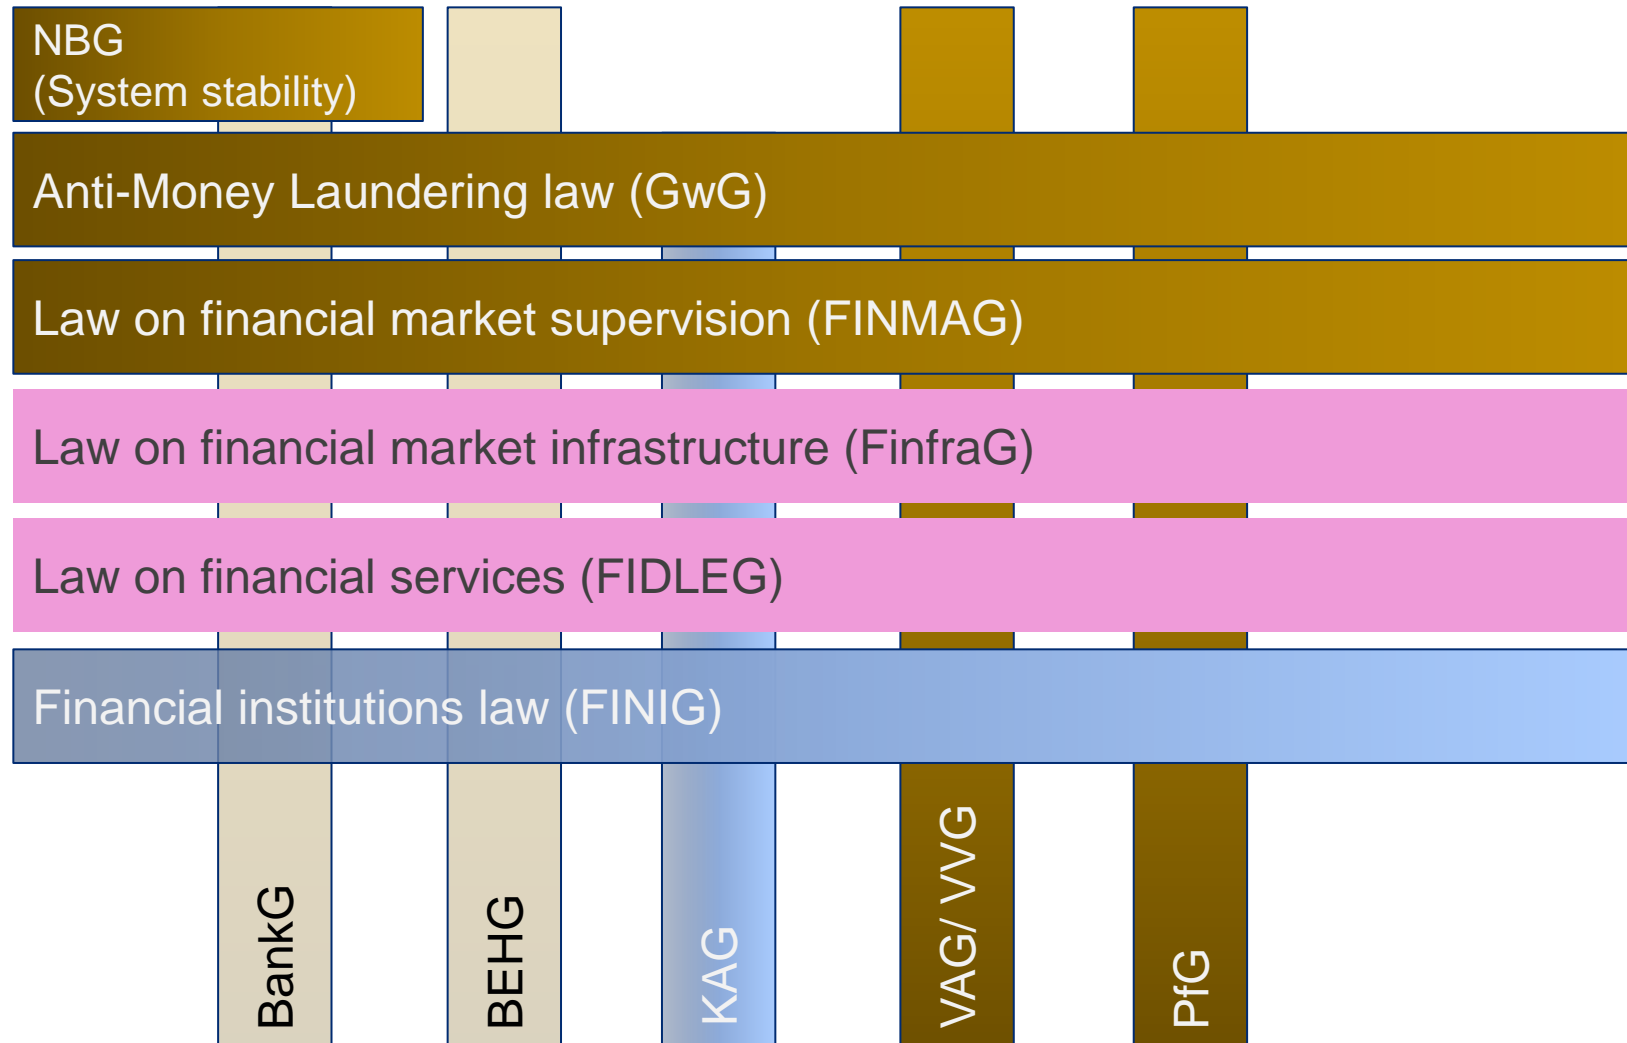 NBG
(System stability)
Anti-Money Laundering law (GwG)
Law on financial market supervision (FINMAG)
Law on financial market infrastructure (FinfraG)
Law on financial services (FIDLEG)
Financial institutions law (FINIG)
BankG
BEHG
KAG
VAG/ VVG
PfG